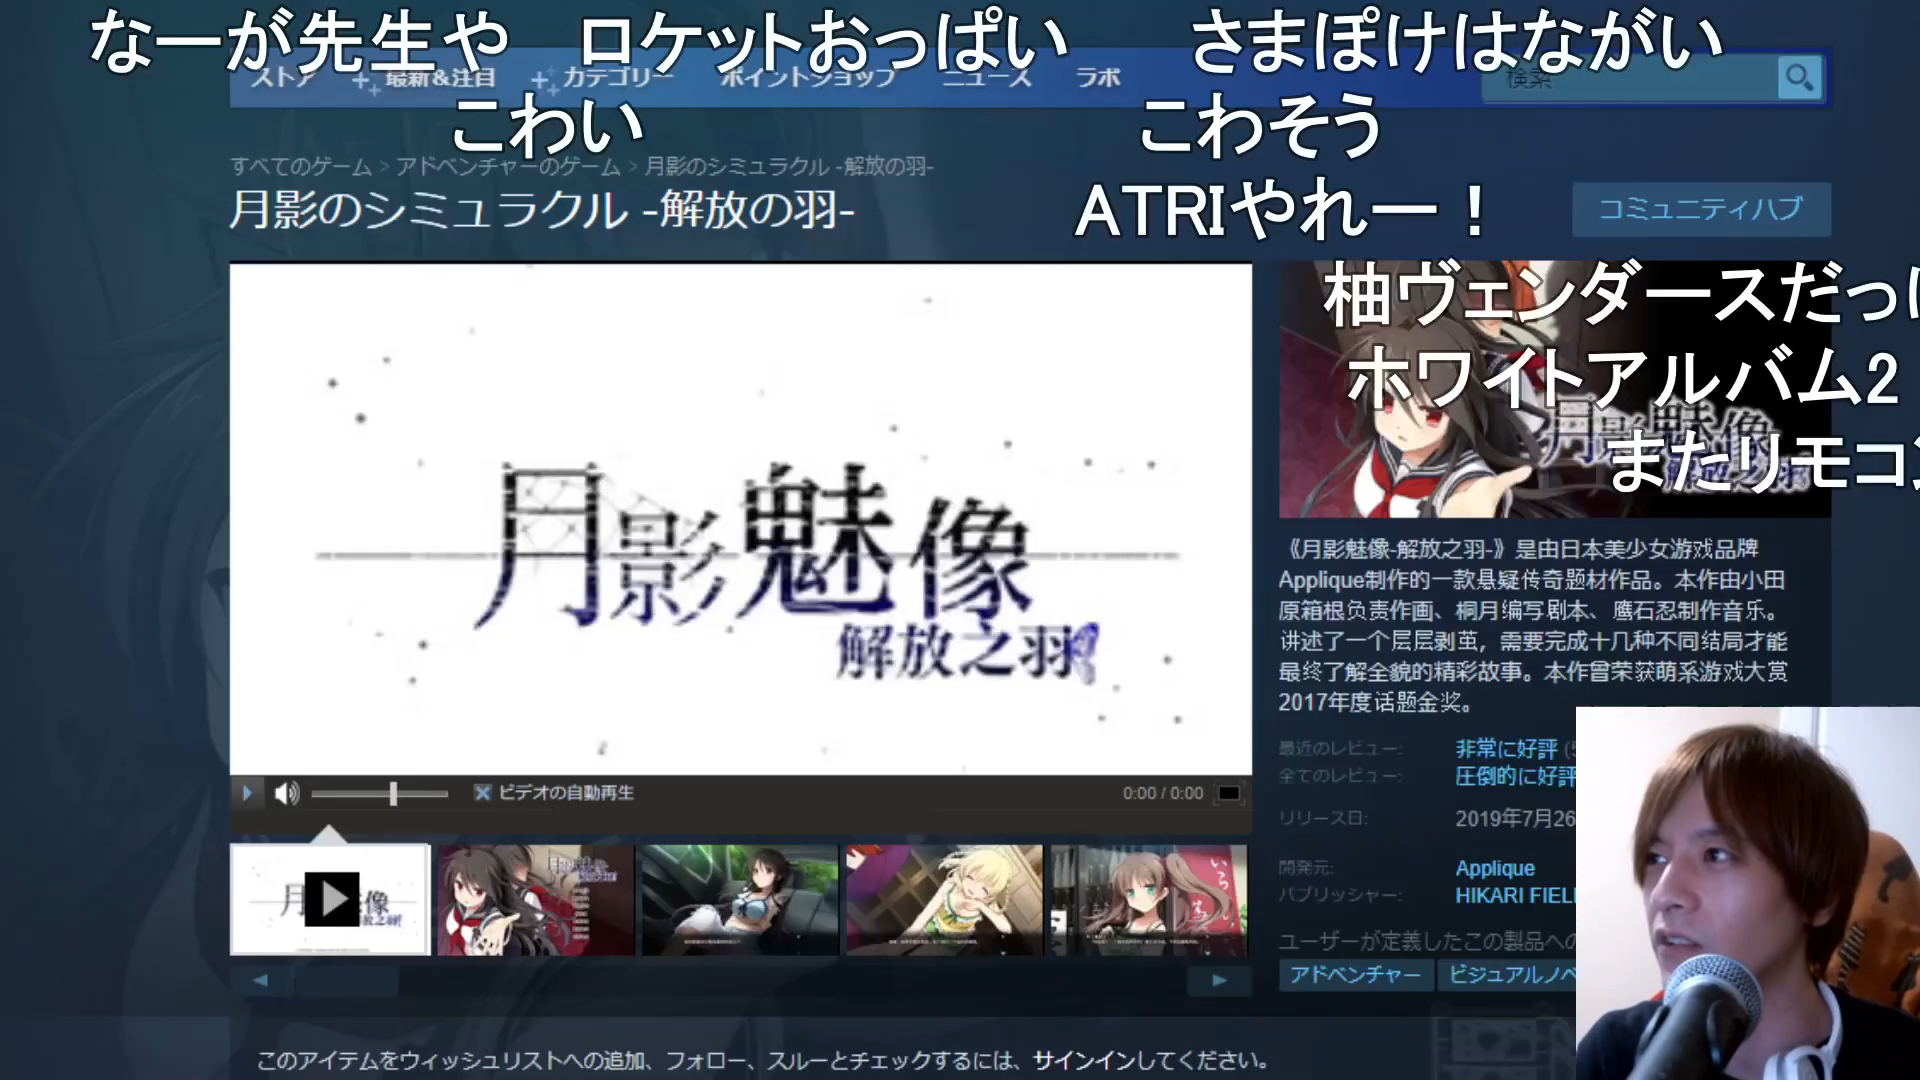 なーが先生や ロケットおっぱい さまぽけはながい
ストア 最新&注目 カテゴリー ポイントショップ ニュース ラボ 検索
こわい こわそう
すべてのゲーム > アドベンチャーのゲーム > 月影のシミュラクル -解放の羽-
月影のシミュラクル -解放の羽-
ATRIやれー！
コミュニティハブ
柚ヴェンダースだっ
ホワイトアルバム2
またリモコ
月影魅像
解放之羽
月影魅像
解放之羽
《月影魅像-解放之羽-》是由日本美少女游戏品牌
Applique制作的一款悬疑传奇题材作品。本作由小田
原箱根负责作画、桐月编写剧本、鹰石忍制作音乐。
讲述了一个层层剥茧，需要完成十几种不同结局才能
最终了解全貌的精彩故事。本作曾荣获萌系游戏大赏
2017年度话题金奖。
最近のレビュー: 非常に好評
全てのレビュー: 圧倒的に好評
リリース日: 2019年7月26
開発元: Applique
パブリッシャー: HIKARI FIEL
ユーザーが定義したこの製品への
アドベンチャー ビジュアルノベ
ビデオの自動再生 0:00 / 0:00
このアイテムをウィッシュリストへの追加、フォロー、スルーとチェックするには、サインインしてください。